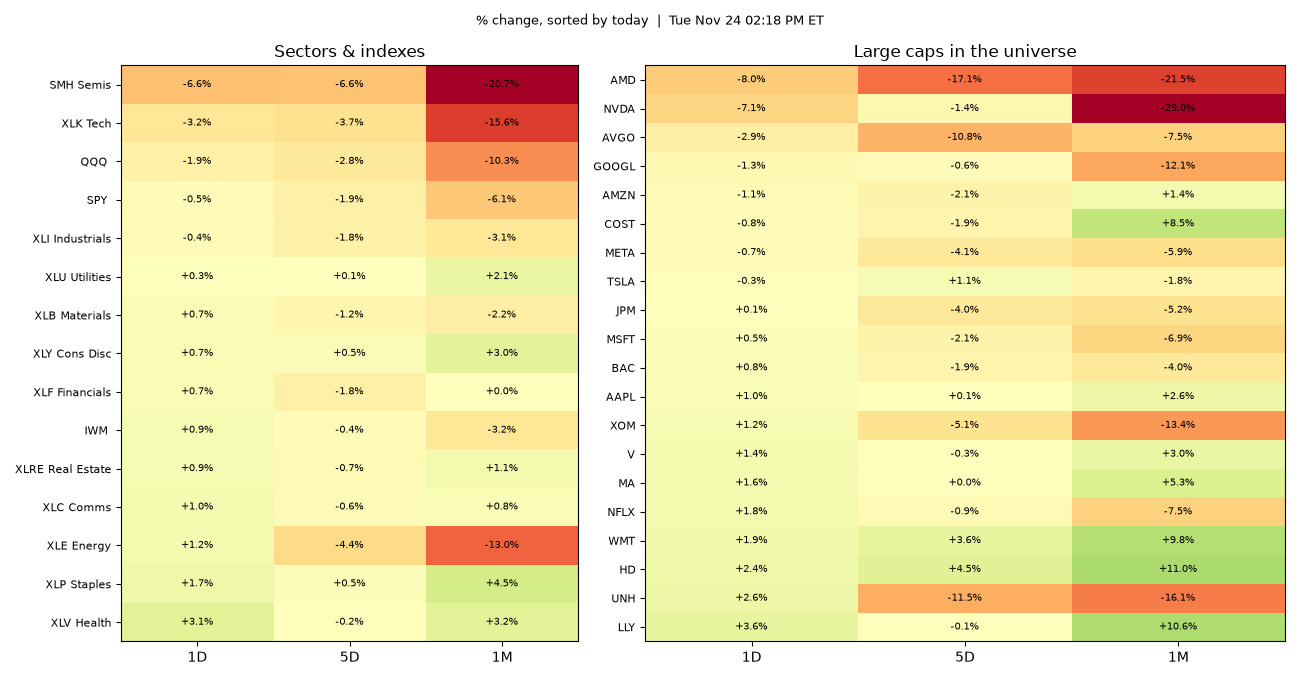 % change, sorted by today | Tue Nov 24 02:18 PM ET
Sectors & indexes
SMH Semis -6.6% -6.6% -20.7%
XLK Tech -3.2% -3.7% -15.6%
QQQ -1.9% -2.8% -10.3%
SPY -0.5% -1.9% -6.1%
XLI Industrials -0.4% -1.8% -3.1%
XLU Utilities +0.3% +0.1% +2.1%
XLB Materials +0.7% -1.2% -2.2%
XLY Cons Disc +0.7% +0.5% +3.0%
XLF Financials +0.7% -1.8% +0.0%
IWM +0.9% -0.4% -3.2%
XLRE Real Estate +0.9% -0.7% +1.1%
XLC Comms +1.0% -0.6% +0.8%
XLE Energy +1.2% -4.4% -13.0%
XLP Staples +1.7% +0.5% +4.5%
XLV Health +3.1% -0.2% +3.2%
1D 5D 1M
Large caps in the universe
AMD -8.0% -17.1% -21.5%
NVDA -7.1% -1.4% -29.0%
AVGO -2.9% -10.8% -7.5%
GOOGL -1.3% -0.6% -12.1%
AMZN -1.1% -2.1% +1.4%
COST -0.8% -1.9% +8.5%
META -0.7% -4.1% -5.9%
TSLA -0.3% +1.1% -1.8%
JPM +0.1% -4.0% -5.2%
MSFT +0.5% -2.1% -6.9%
BAC +0.8% -1.9% -4.0%
AAPL +1.0% +0.1% +2.6%
XOM +1.2% -5.1% -13.4%
V +1.4% -0.3% +3.0%
MA +1.6% +0.0% +5.3%
NFLX +1.8% -0.9% -7.5%
WMT +1.9% +3.6% +9.8%
HD +2.4% +4.5% +11.0%
UNH +2.6% -11.5% -16.1%
LLY +3.6% -0.1% +10.6%
1D 5D 1M